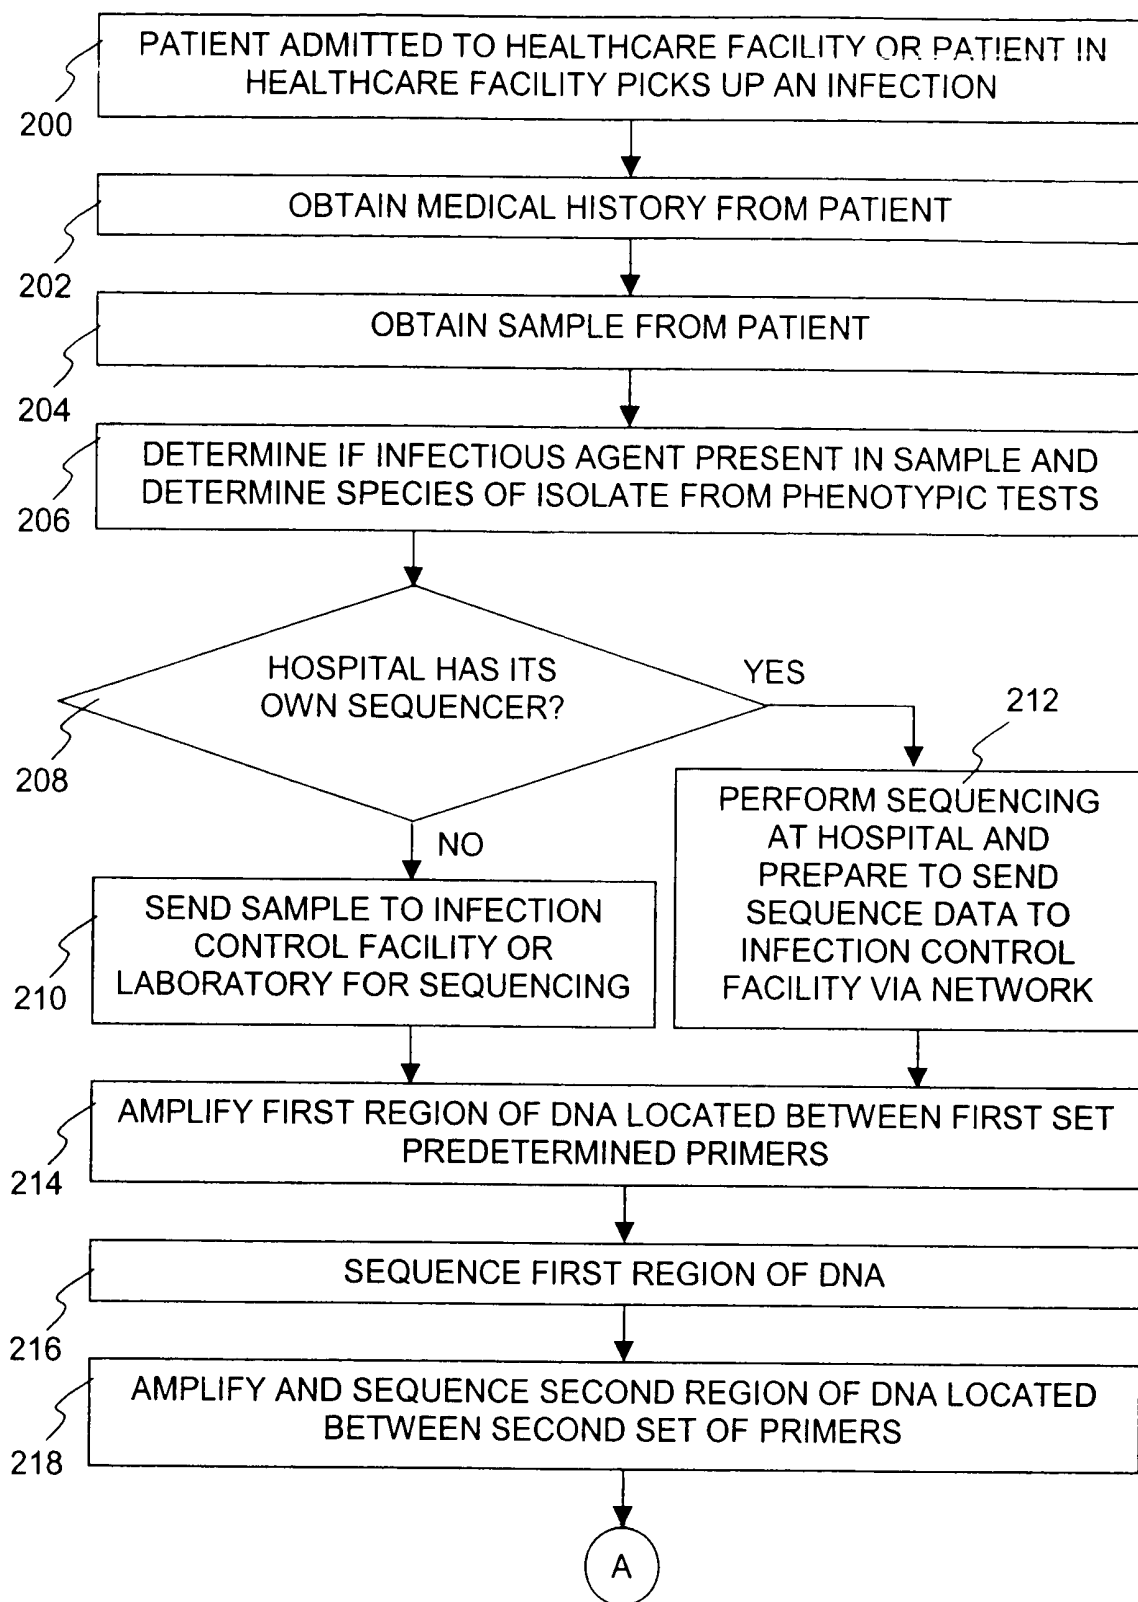 PATIENT ADMITTED TO HEALTHCARE FACILITY OR PATIENT IN
HEALTHCARE FACILITY PICKS UP AN INFECTION
200
OBTAIN MEDICAL HISTORY FROM PATIENT
202
OBTAIN SAMPLE FROM PATIENT
204
DETERMINE IF INFECTIOUS AGENT PRESENT IN SAMPLE AND
DETERMINE SPECIES OF ISOLATE FROM PHENOTYPIC TESTS
206
HOSPITAL HAS ITS
OWN SEQUENCER?
208
YES
NO
212
PERFORM SEQUENCING
AT HOSPITAL AND
PREPARE TO SEND
SEQUENCE DATA TO
INFECTION CONTROL
FACILITY VIA NETWORK
SEND SAMPLE TO INFECTION
CONTROL FACILITY OR
LABORATORY FOR SEQUENCING
210
AMPLIFY FIRST REGION OF DNA LOCATED BETWEEN FIRST SET
PREDETERMINED PRIMERS
214
SEQUENCE FIRST REGION OF DNA
216
AMPLIFY AND SEQUENCE SECOND REGION OF DNA LOCATED
BETWEEN SECOND SET OF PRIMERS
218
A